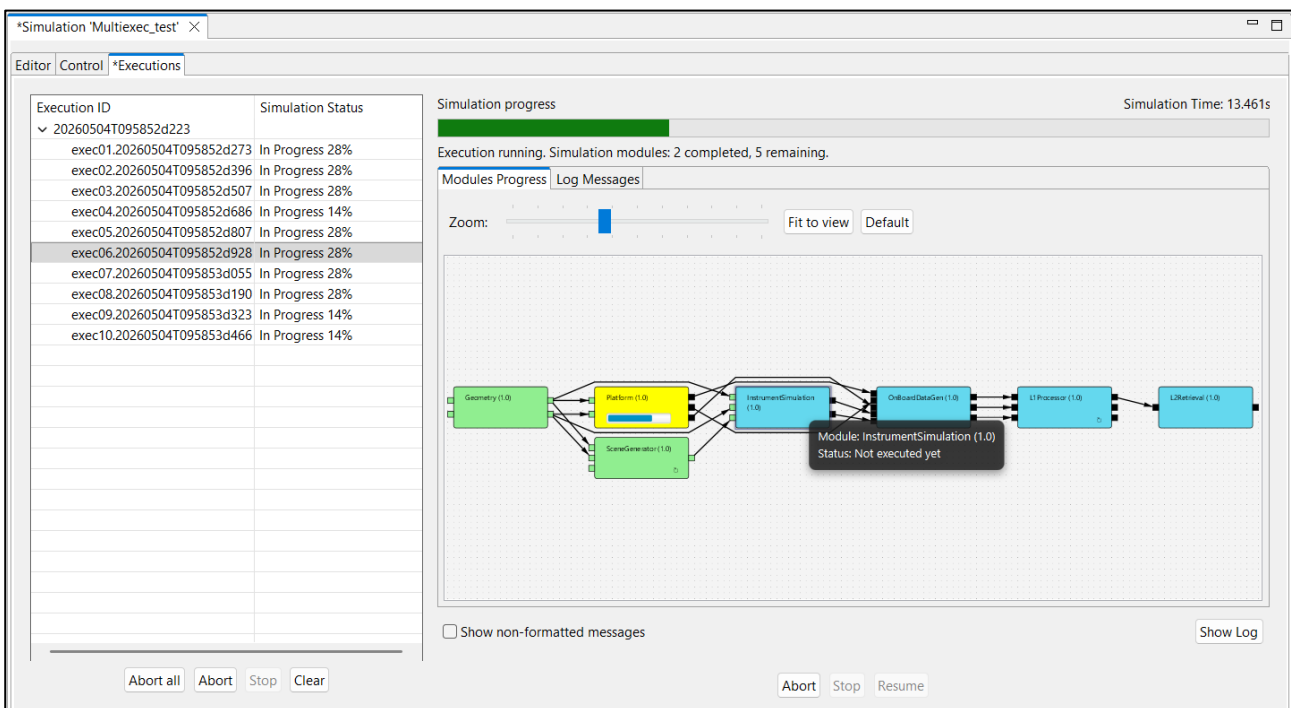 *Simulation 'Multiexec_test'
Editor Control *Executions
Execution ID Simulation Status
20260504T095852d223
exec01.20260504T095852d273 In Progress 28%
exec02.20260504T095852d396 In Progress 28%
exec03.20260504T095852d507 In Progress 28%
exec04.20260504T095852d686 In Progress 14%
exec05.20260504T095852d807 In Progress 28%
exec06.20260504T095852d928 In Progress 28%
exec07.20260504T095853d055 In Progress 28%
exec08.20260504T095853d190 In Progress 28%
exec09.20260504T095853d323 In Progress 14%
exec10.20260504T095853d466 In Progress 14%
Abort all Abort Stop Clear
Simulation progress Simulation Time: 13.461s
Execution running. Simulation modules: 2 completed, 5 remaining.
Modules Progress Log Messages
Zoom: Fit to view Default
Geometry (1.0)
Platform (1.0)
InstrumentSimulation
(1.0)
OnBoardDataGen (1.0)
L1Processor (1.0)
L2Retrieval (1.0)
SceneGenerator (1.0)
Module: InstrumentSimulation (1.0)
Status: Not executed yet
Show non-formatted messages Show Log
Abort Stop Resume